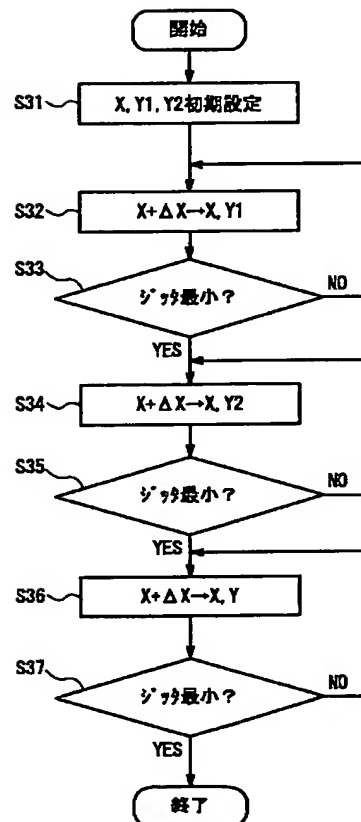 開始
S31
X, Y1, Y2初期設定
S32
X+ΔX→X, Y1
S33
ジッタ最小?
NO
YES
S34
X+ΔX→X, Y2
S35
ジッタ最小?
NO
YES
S36
X+ΔX→X, Y
S37
ジッタ最小?
NO
YES
終了